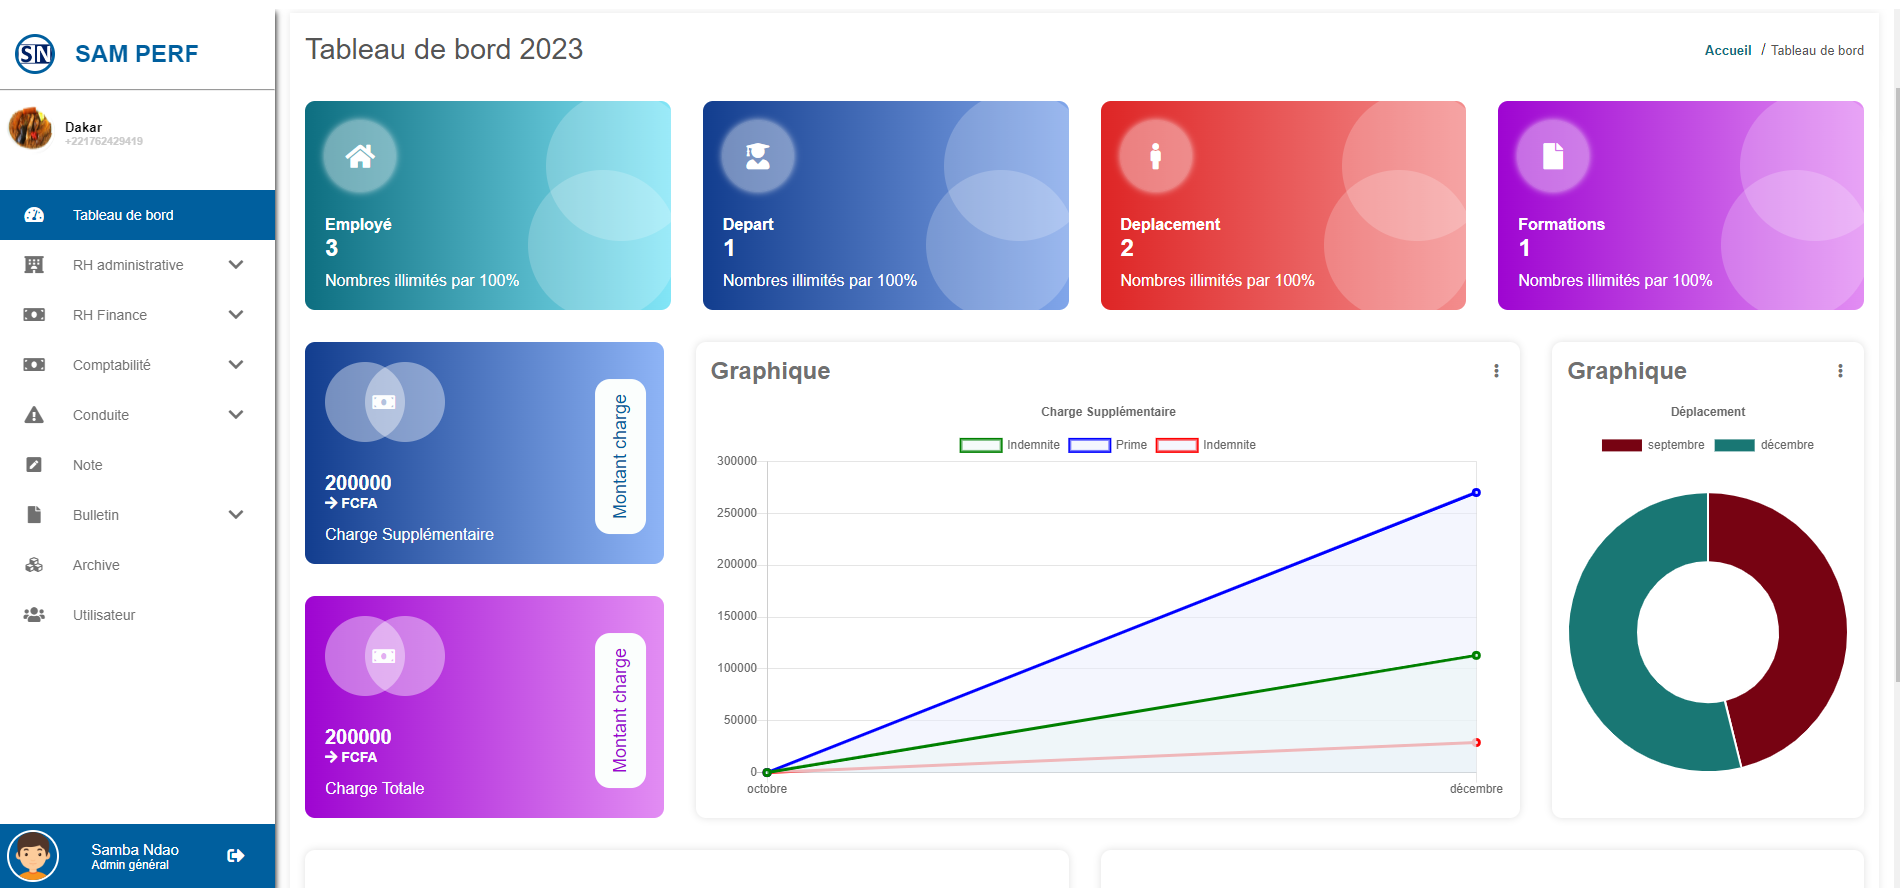 SN
SAM PERF
Dakar
+221762429419
Tableau de bord
RH administrative
RH Finance
Comptabilité
Conduite
Note
Bulletin
Archive
Utilisateur
Samba Ndao
Admin général
Tableau de bord 2023
Accueil / Tableau de bord
Employé
3
Nombres illimités par 100%
Depart
1
Nombres illimités par 100%
Deplacement
2
Nombres illimités par 100%
Formations
1
Nombres illimités par 100%
200000
FCFA
Charge Supplémentaire
Montant charge
200000
FCFA
Charge Totale
Montant charge
Graphique
Charge Supplémentaire
Indemnite Prime Indemnite
300000
250000
200000
150000
100000
50000
0
octobre décembre
Graphique
Déplacement
septembre décembre